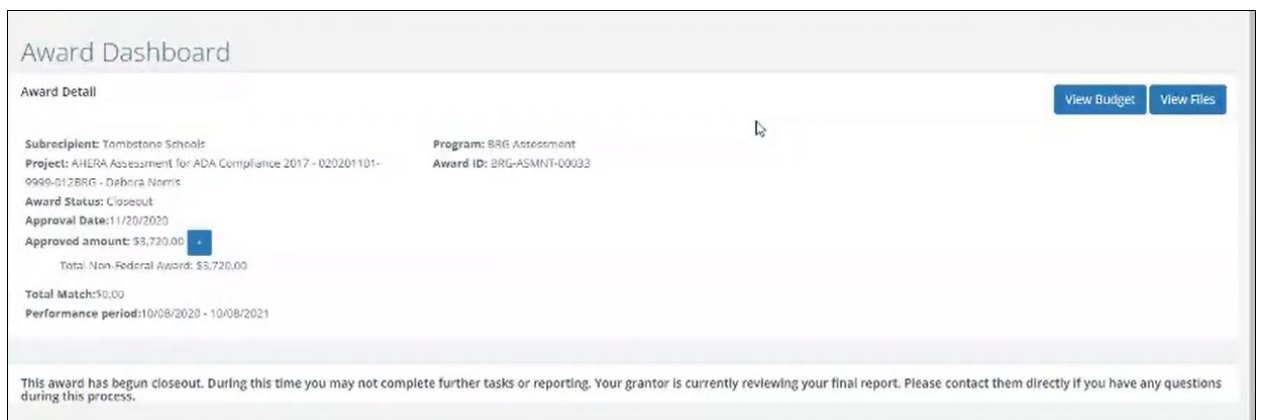 Award Dashboard
Award Detail
View Budget
View Files
Subrecipient: Tombstone Schools
Program: BRG Assessment
Project: AHERA Assessment for ADA Compliance 2017 - 020201101-
Award ID: BRG-ASMNT-00033
9999-012BRG - Debora Norris
Award Status: Closeout
Approval Date:11/20/2020
Approved amount: $3,720.00
Total Non-Federal Award: $3,720.00
Total Match:$0.00
Performance period:10/08/2020 - 10/08/2021
This award has begun closeout. During this time you may not complete further tasks or reporting. Your grantor is currently reviewing your final report. Please contact them directly if you have any questions
during this process.